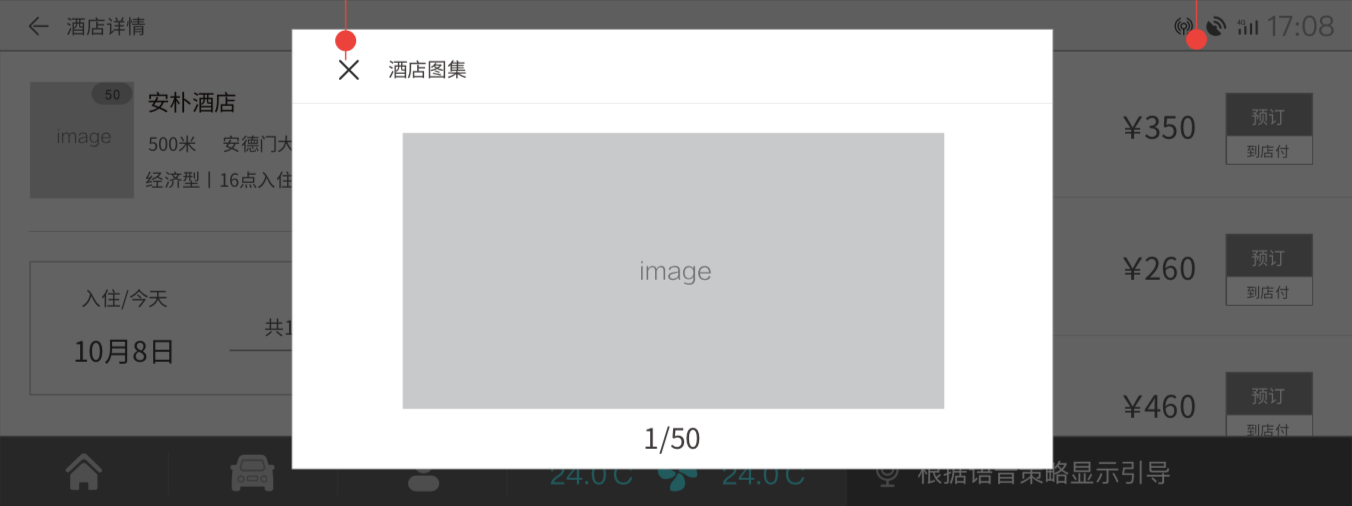 酒店详情
4G
17:08
酒店图集
50
image
安朴酒店
500米 安德门大
经济型丨16点入住
¥350
预订
到店付
image
¥260
预订
到店付
入住/今天
10月8日
共1
¥460
预订
到店付
1/50
24.0℃
24.0℃
根据语音策略显示引导